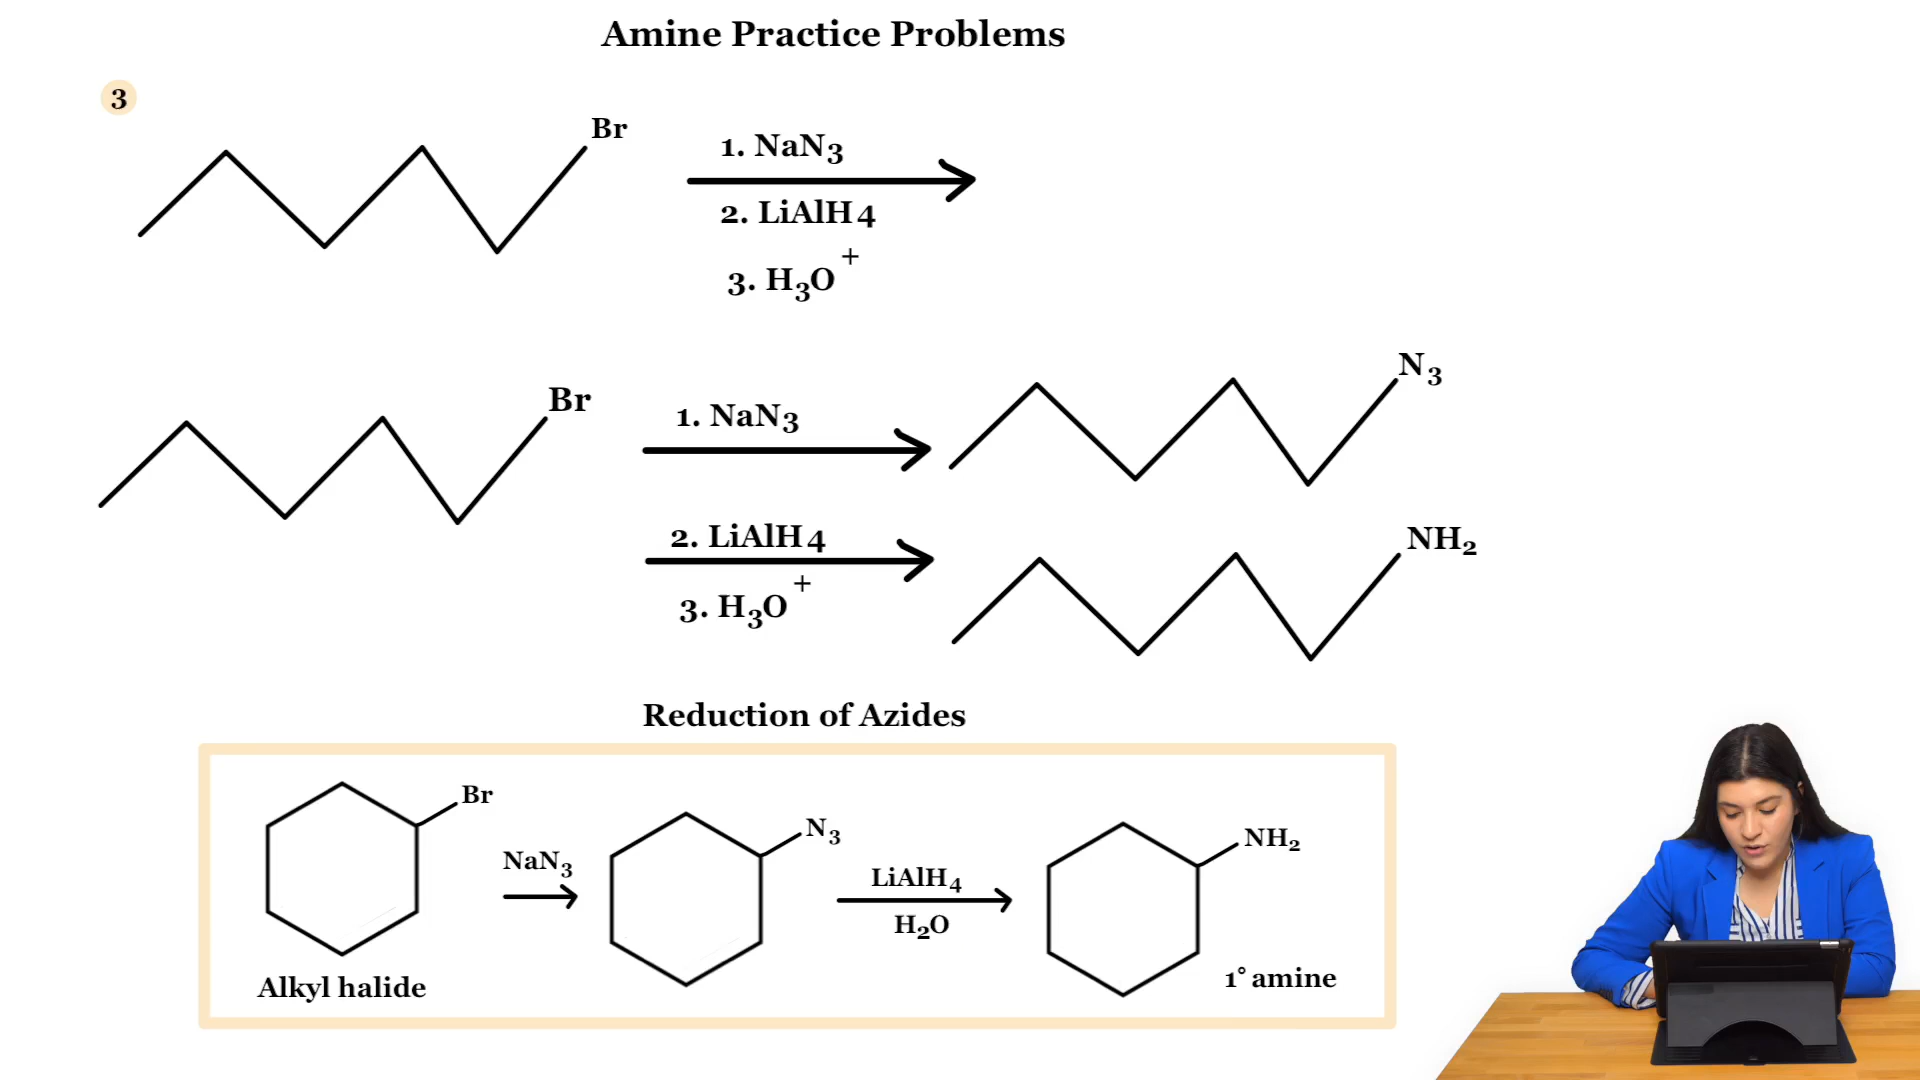 Amine Practice Problems
3
Br
1. NaN3
2. LiAlH4
3. H3O+
Br
1. NaN3
N3
2. LiAlH4
3. H3O+
NH2
Reduction of Azides
Br
NaN3
N3
LiAlH4
H2O
NH2
Alkyl halide
1° amine